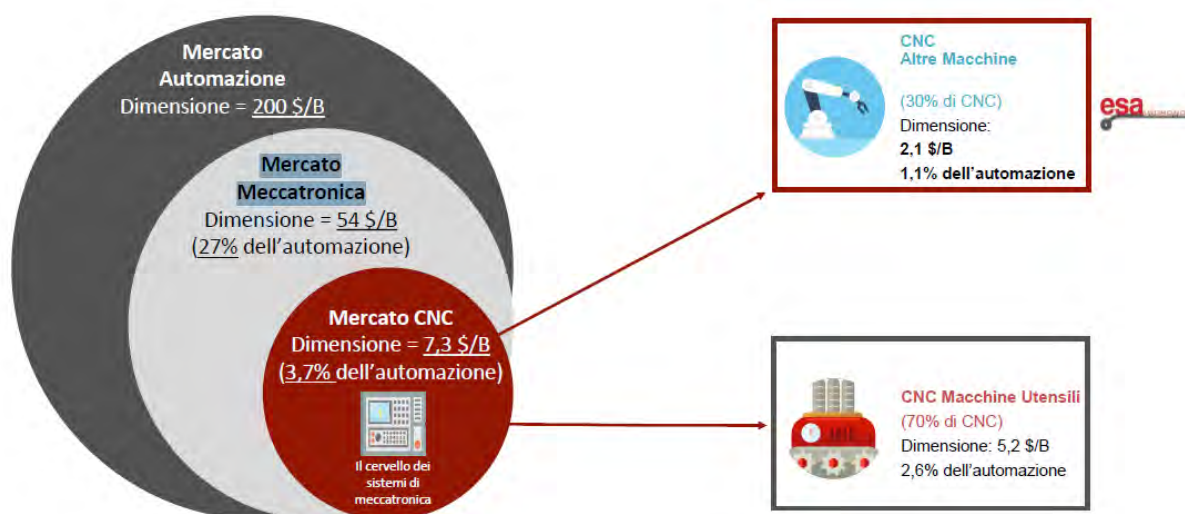 Mercato
Automazione
Dimensione = 200 $/B
Mercato
Meccatronica
Dimensione = 54 $/B
(27% dell'automazione)
Mercato CNC
Dimensione = 7,3 $/B
(3,7% dell'automazione)
Il cervello dei
sistemi di
meccatronica
CNC
Altre Macchine
(30% di CNC)
Dimensione:
2,1 $/B
1,1% dell'automazione
esa
CNC Macchine Utensili
(70% di CNC)
Dimensione: 5,2 $/B
2,6% dell'automazione